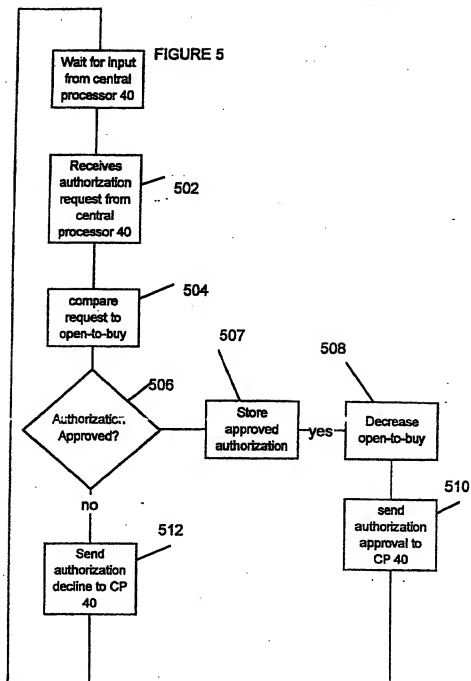 FIGURE 5
Wait for input
from central
processor 40
Receives
authorization
request from
central
processor 40
502
compare
request to
open-to-buy
504
506
Authorization
Approved?
507
Store
approved
authorization
yes
508
Decrease
open-to-buy
510
send
authorization
approval to
CP 40
no
512
Send
authorization
decline to CP
40